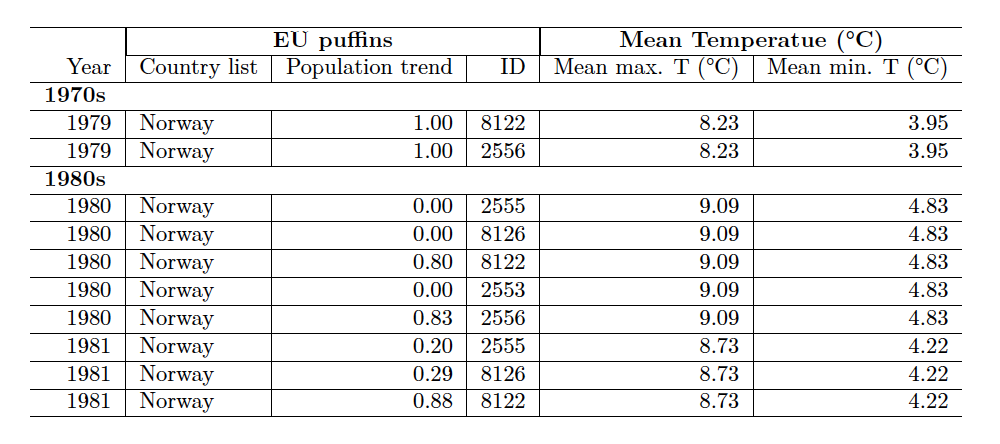 EU puffins Mean Temperatue (°C)
Year Country list Population trend ID Mean max. T (°C) Mean min. T (°C)
1970s
1979 Norway 1.00 8122 8.23 3.95
1979 Norway 1.00 2556 8.23 3.95
1980s
1980 Norway 0.00 2555 9.09 4.83
1980 Norway 0.00 8126 9.09 4.83
1980 Norway 0.80 8122 9.09 4.83
1980 Norway 0.00 2553 9.09 4.83
1980 Norway 0.83 2556 9.09 4.83
1981 Norway 0.20 2555 8.73 4.22
1981 Norway 0.29 8126 8.73 4.22
1981 Norway 0.88 8122 8.73 4.22